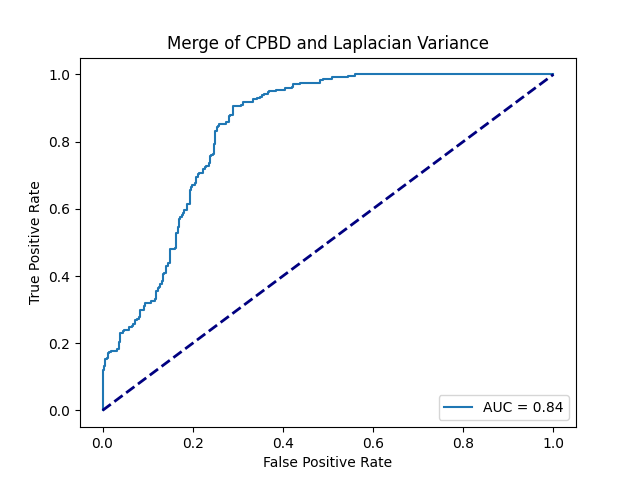 Merge of CPBD and Laplacian Variance
True Positive Rate
1.0
0.8
0.6
0.4
0.2
0.0
0.0 0.2 0.4 0.6 0.8 1.0
False Positive Rate
AUC = 0.84